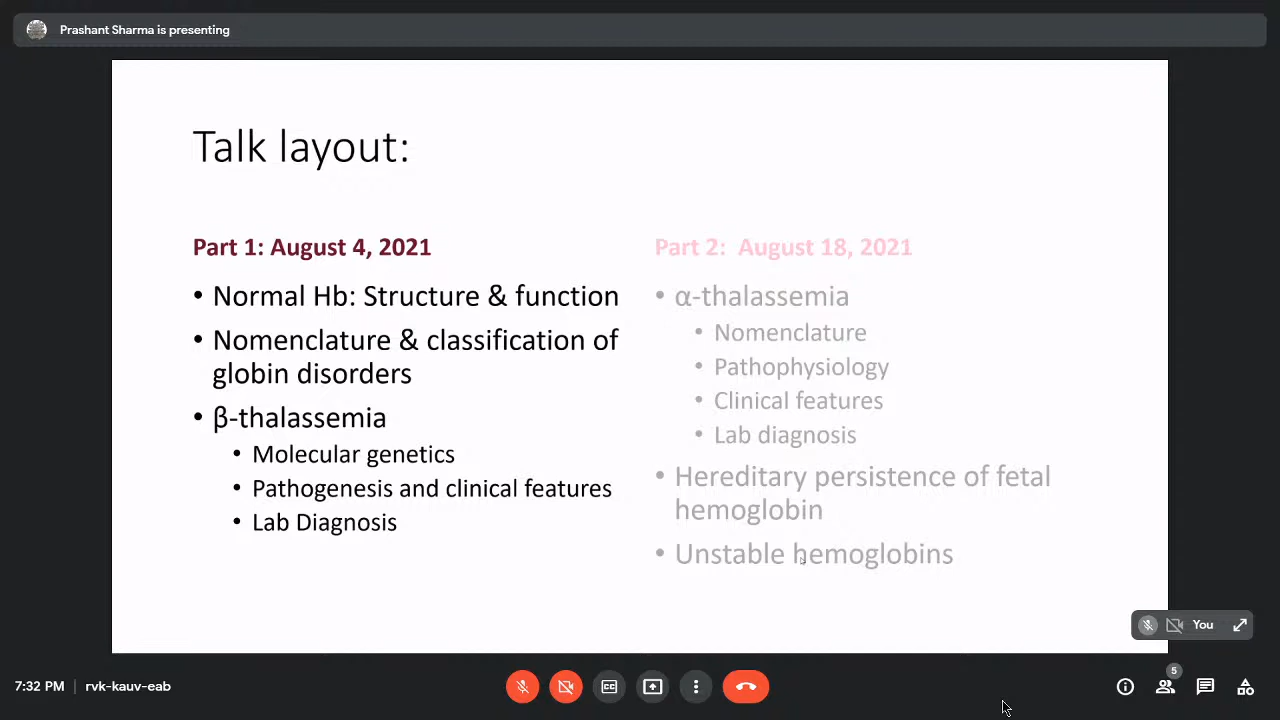 Prashant Sharma is presenting
Talk layout:
Part 1: August 4, 2021
• Normal Hb: Structure & function
• Nomenclature & classification of
globin disorders
• β-thalassemia
• Molecular genetics
• Pathogenesis and clinical features
• Lab Diagnosis
Part 2: August 18, 2021
• α-thalassemia
• Nomenclature
• Pathophysiology
• Clinical features
• Lab diagnosis
• Hereditary persistence of fetal
hemoglobin
• Unstable hemoglobins
You
7:32 PM | rvk-kauv-eab
CC
5